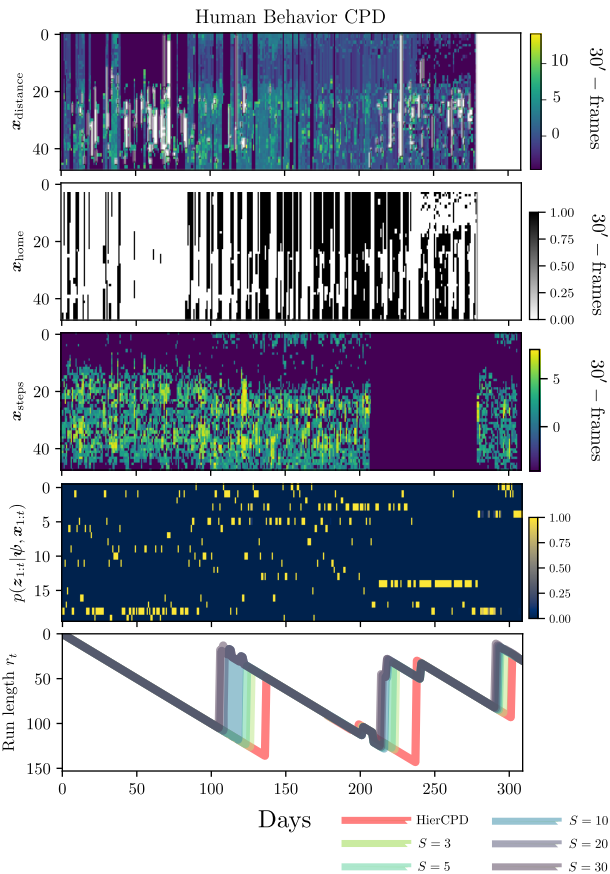 Human Behavior CPD
0
20
40
x_distance
10
5
0
30′ − frames
0
20
40
x_home
1.00
0.75
0.50
0.25
0.00
30′ − frames
0
20
40
x_steps
5
0
30′ − frames
0
5
10
15
p(z_{1:t}|ψ, x_{1:t})
1.00
0.75
0.50
0.25
0.00
0
50
100
150
Run length r_t
0 50 100 150 200 250 300
Days
HierCPD
S = 3
S = 5
S = 10
S = 20
S = 30